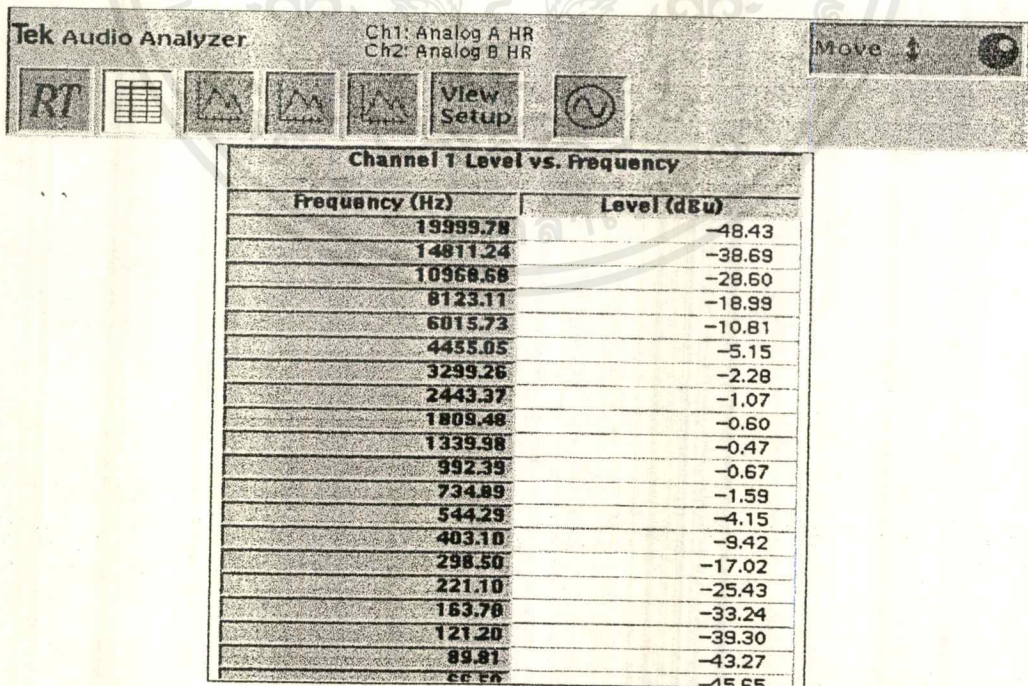 Tek Audio Analyzer
Ch1: Analog A HR
Ch2: Analog B HR
Move
RT
View
Setup
Channel 1 Level vs. Frequency
Frequency (Hz) Level (dBu)
19999.78 -48.43
14811.24 -38.69
10968.68 -28.60
8123.11 -18.99
6015.73 -10.81
4455.05 -5.15
3299.26 -2.28
2443.37 -1.07
1809.48 -0.60
1339.98 -0.47
992.39 -0.67
734.89 -1.59
544.29 -4.15
403.10 -9.42
298.50 -17.02
221.10 -25.43
163.70 -33.24
121.20 -39.30
89.81 -43.27
66.50 -45.65